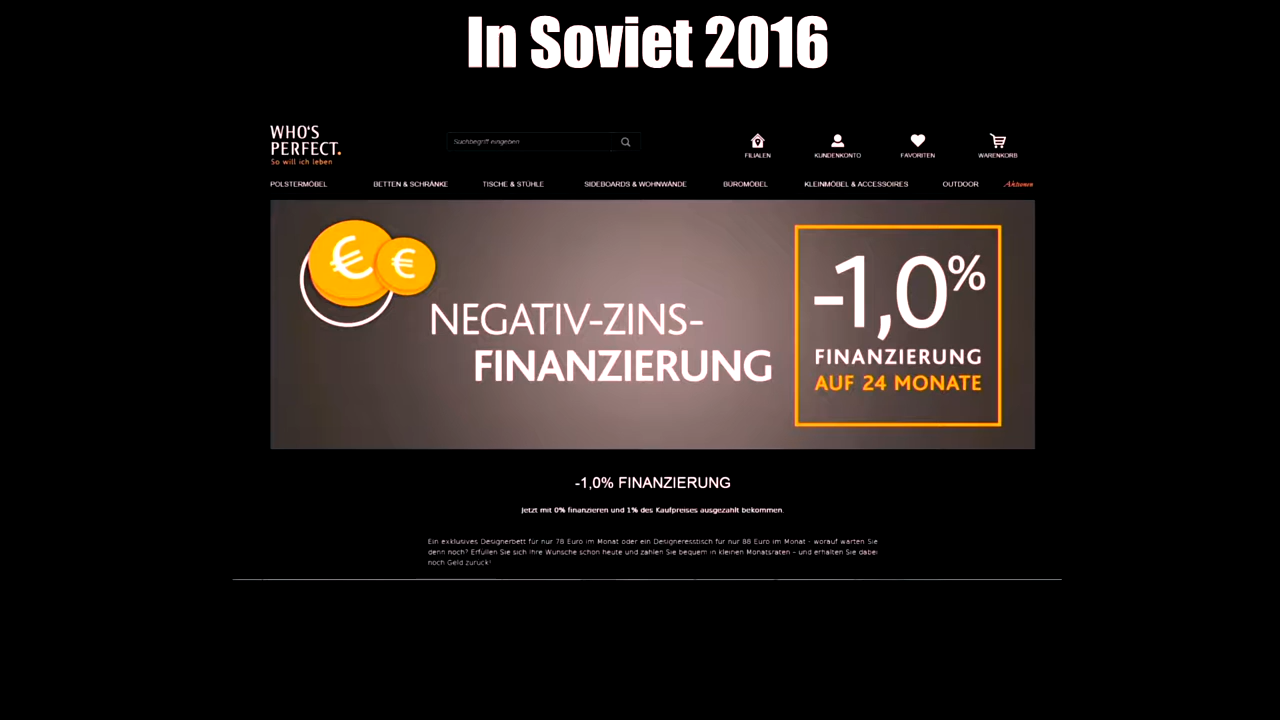 In Soviet 2016
WHO'S
PERFECT.
So will ich leben
Suchbegriff eingeben
FILIALEN
KUNDENKONTO
FAVORITEN
WARENKORB
POLSTERMÖBEL
BETTEN & SCHRÄNKE
TISCHE & STÜHLE
SIDEBOARDS & WOHNWÄNDE
BÜROMÖBEL
KLEINMÖBEL & ACCESSOIRES
OUTDOOR
Aktionen
€ €
NEGATIV-ZINS-
FINANZIERUNG
-1,0%
FINANZIERUNG
AUF 24 MONATE
-1,0% FINANZIERUNG
Jetzt mit 0% finanzieren und 1% des Kaufpreises ausgezahlt bekommen.
Ein exklusives Designerbett für nur 78 Euro im Monat oder ein Designeresstisch für nur 88 Euro im Monat - worauf warten Sie
denn noch? Erfüllen Sie sich Ihre Wünsche schon heute und zahlen Sie bequem in kleinen Monatsraten – und erhalten Sie dabei
noch Geld zurück!